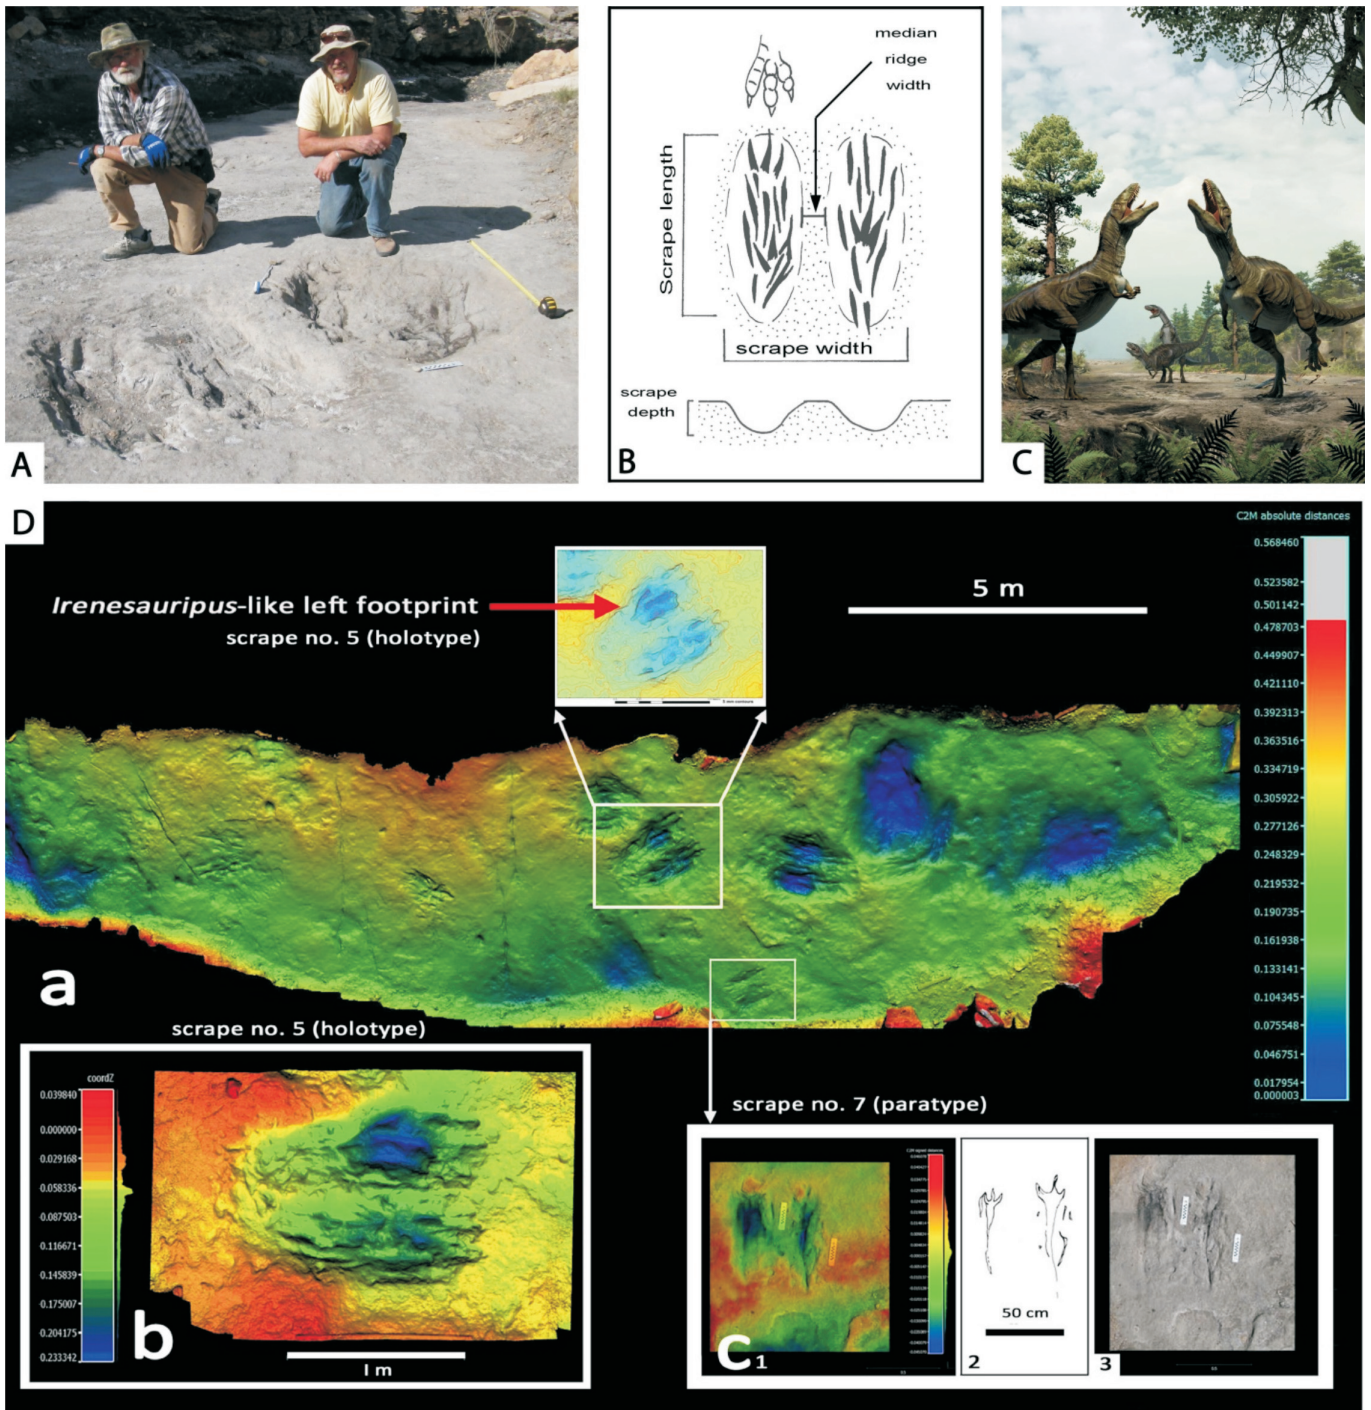 A
median
ridge
width
Scrape length
scrape width
scrape
depth
B
C
D
C2M absolute distances
Irenesauripus-like left footprint
scrape no. 5 (holotype)
5 m
0.568460
0.523582
0.501142
0.478703
0.449907
0.421110
0.392313
0.363516
0.334719
0.305922
0.277126
0.248329
0.219532
0.190735
0.161938
0.133141
0.104345
0.075548
0.046751
0.017954
0.000003
a
scrape no. 5 (holotype)
coordZ
0.039840
0.000000
0.029168
0.058336
0.087503
0.116671
0.145839
0.175007
0.204175
0.233342
b
1 m
scrape no. 7 (paratype)
C
1
50 cm
2
3